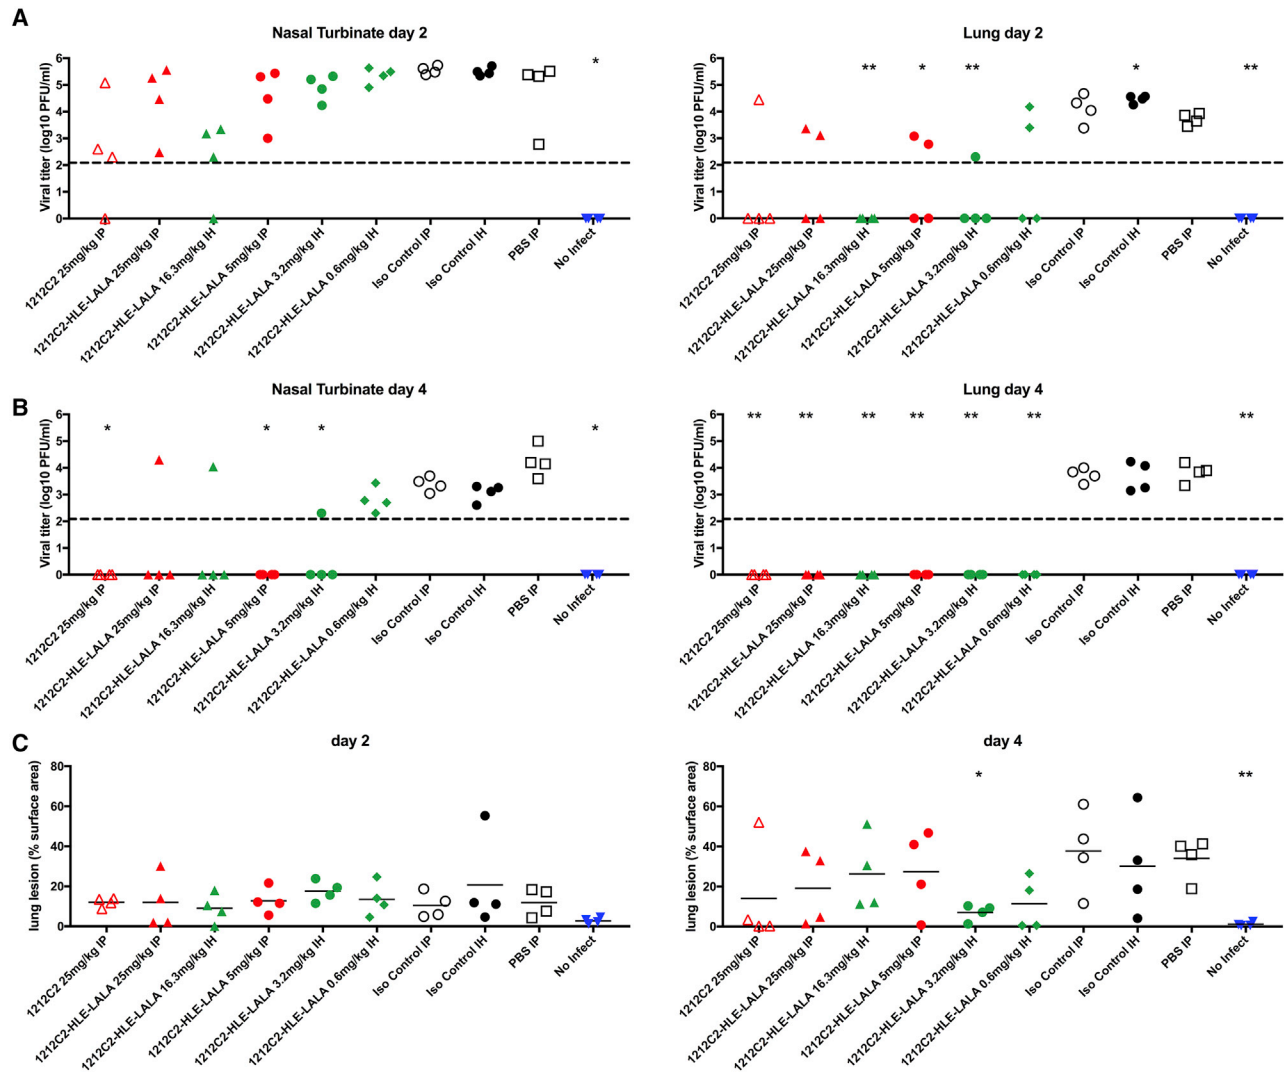 A
Nasal Turbinate day 2
Viral titer (log10 PFU/ml)
6
5
4
3
2
1
0
*
1212C2 25mg/kg IP
1212C2-HLE-LALA 25mg/kg IP
1212C2-HLE-LALA 16.3mg/kg IH
1212C2-HLE-LALA 5mg/kg IP
1212C2-HLE-LALA 3.2mg/kg IH
1212C2-HLE-LALA 0.6mg/kg IH
Iso Control IP
Iso Control IH
PBS IP
No Infect
Lung day 2
Viral titer (log10 PFU/ml)
6
5
4
3
2
1
0
** * ** * **
1212C2 25mg/kg IP
1212C2-HLE-LALA 25mg/kg IP
1212C2-HLE-LALA 16.3mg/kg IH
1212C2-HLE-LALA 5mg/kg IP
1212C2-HLE-LALA 3.2mg/kg IH
1212C2-HLE-LALA 0.6mg/kg IH
Iso Control IP
Iso Control IH
PBS IP
No Infect
B
Nasal Turbinate day 4
Viral titer (log10 PFU/ml)
6
5
4
3
2
1
0
* * * *
1212C2 25mg/kg IP
1212C2-HLE-LALA 25mg/kg IP
1212C2-HLE-LALA 16.3mg/kg IH
1212C2-HLE-LALA 5mg/kg IP
1212C2-HLE-LALA 3.2mg/kg IH
1212C2-HLE-LALA 0.6mg/kg IH
Iso Control IP
Iso Control IH
PBS IP
No Infect
Lung day 4
Viral titer (log10 PFU/ml)
6
5
4
3
2
1
0
** ** ** ** ** ** **
1212C2 25mg/kg IP
1212C2-HLE-LALA 25mg/kg IP
1212C2-HLE-LALA 16.3mg/kg IH
1212C2-HLE-LALA 5mg/kg IP
1212C2-HLE-LALA 3.2mg/kg IH
1212C2-HLE-LALA 0.6mg/kg IH
Iso Control IP
Iso Control IH
PBS IP
No Infect
C
day 2
lung lesion (% surface area)
80
60
40
20
0
1212C2 25mg/kg IP
1212C2-HLE-LALA 25mg/kg IP
1212C2-HLE-LALA 16.3mg/kg IH
1212C2-HLE-LALA 5mg/kg IP
1212C2-HLE-LALA 3.2mg/kg IH
1212C2-HLE-LALA 0.6mg/kg IH
Iso Control IP
Iso Control IH
PBS IP
No Infect
day 4
lung lesion (% surface area)
80
60
40
20
0
* **
1212C2 25mg/kg IP
1212C2-HLE-LALA 25mg/kg IP
1212C2-HLE-LALA 16.3mg/kg IH
1212C2-HLE-LALA 5mg/kg IP
1212C2-HLE-LALA 3.2mg/kg IH
1212C2-HLE-LALA 0.6mg/kg IH
Iso Control IP
Iso Control IH
PBS IP
No Infect